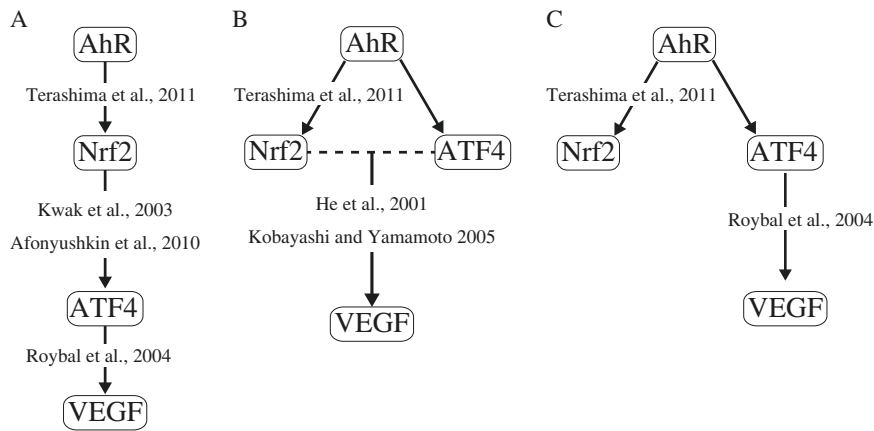 A
AhR
Terashima et al., 2011
Nrf2
Kwak et al., 2003
Afonyushkin et al., 2010
ATF4
Roybal et al., 2004
VEGF
B
AhR
Terashima et al., 2011
Nrf2
ATF4
He et al., 2001
Kobayashi and Yamamoto 2005
VEGF
C
AhR
Terashima et al., 2011
Nrf2
ATF4
Roybal et al., 2004
VEGF